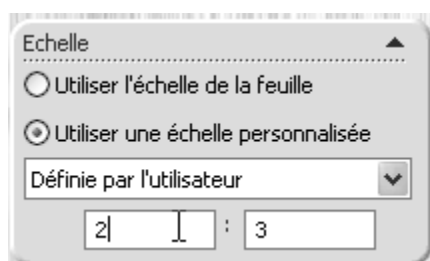 Echelle
Utiliser l'échelle de la feuille
Utiliser une échelle personnalisée
Définie par l'utilisateur
2 : 3